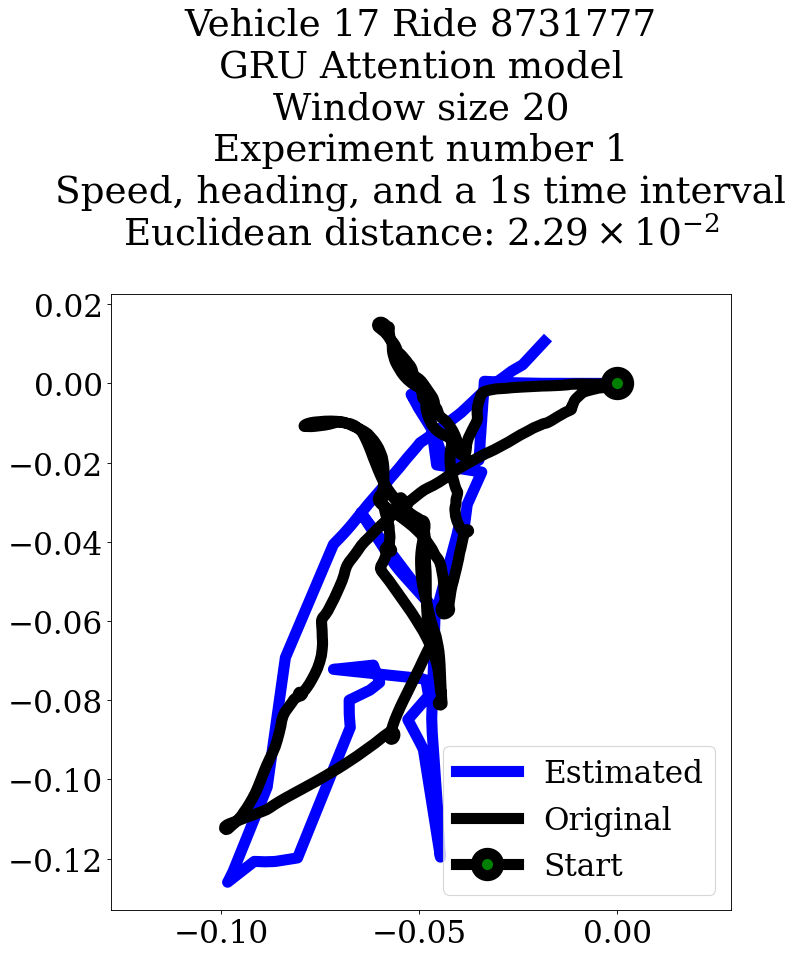 Vehicle 17 Ride 8731777
GRU Attention model
Window size 20
Experiment number 1
Speed, heading, and a 1s time interval
Euclidean distance: 2.29 × 10⁻²
0.02
0.00
−0.02
−0.04
−0.06
−0.08
−0.10
−0.12
Estimated
Original
Start
−0.10
−0.05
0.00